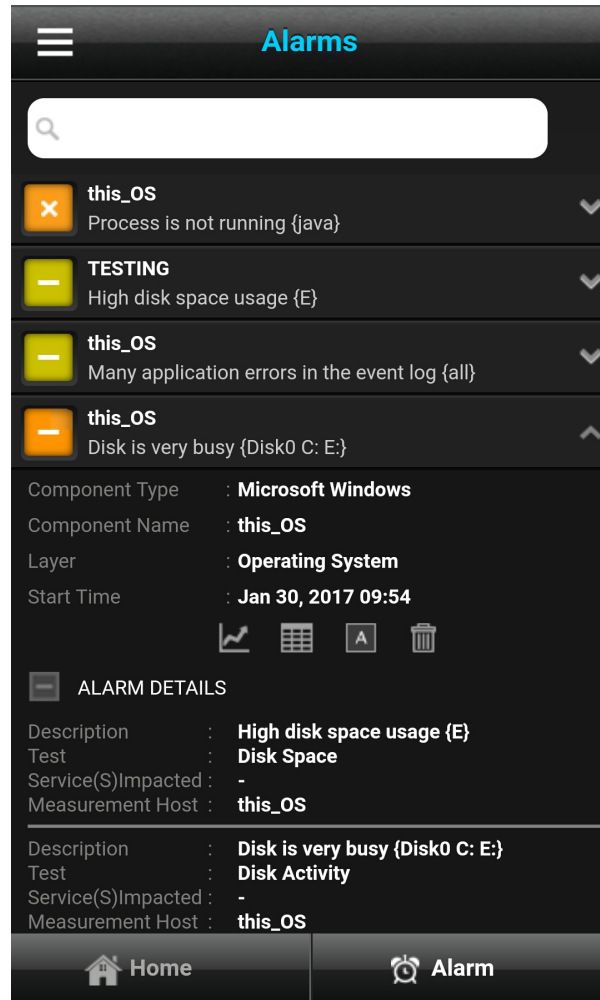 Alarms
this_OS
Process is not running {java}
TESTING
High disk space usage {E}
this_OS
Many application errors in the event log {all}
this_OS
Disk is very busy {Disk0 C: E:}
Component Type : Microsoft Windows
Component Name : this_OS
Layer : Operating System
Start Time : Jan 30, 2017 09:54
A
ALARM DETAILS
Description : High disk space usage {E}
Test : Disk Space
Service(S)Impacted : -
Measurement Host : this_OS
Description : Disk is very busy {Disk0 C: E:}
Test : Disk Activity
Service(S)Impacted : -
Measurement Host : this_OS
Home Alarm